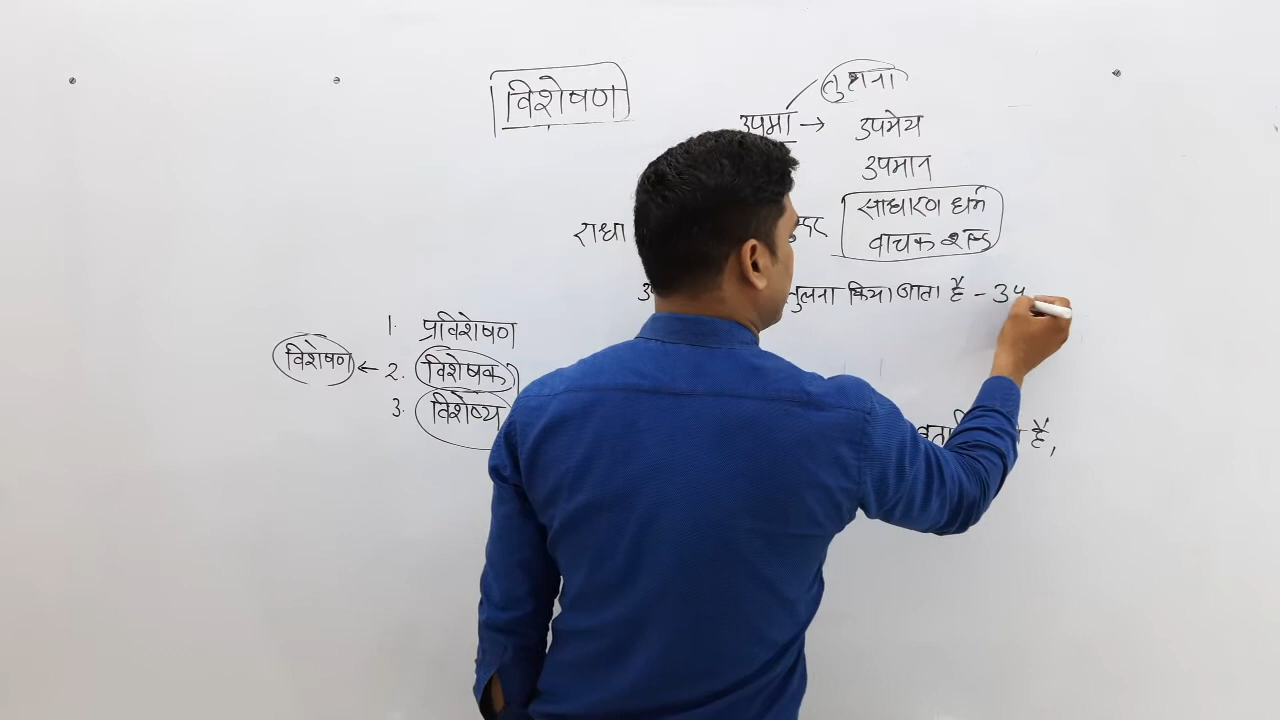 विशेषण
तुलना
उपमा → उपमेय
उपमान
राधा
साधारण धर्म
वाचक शब्द
तुलना किया जाता है - उप
1. प्रविशेषण
विशेषण ← 2. विशेषक
3. विशेष्य
है,